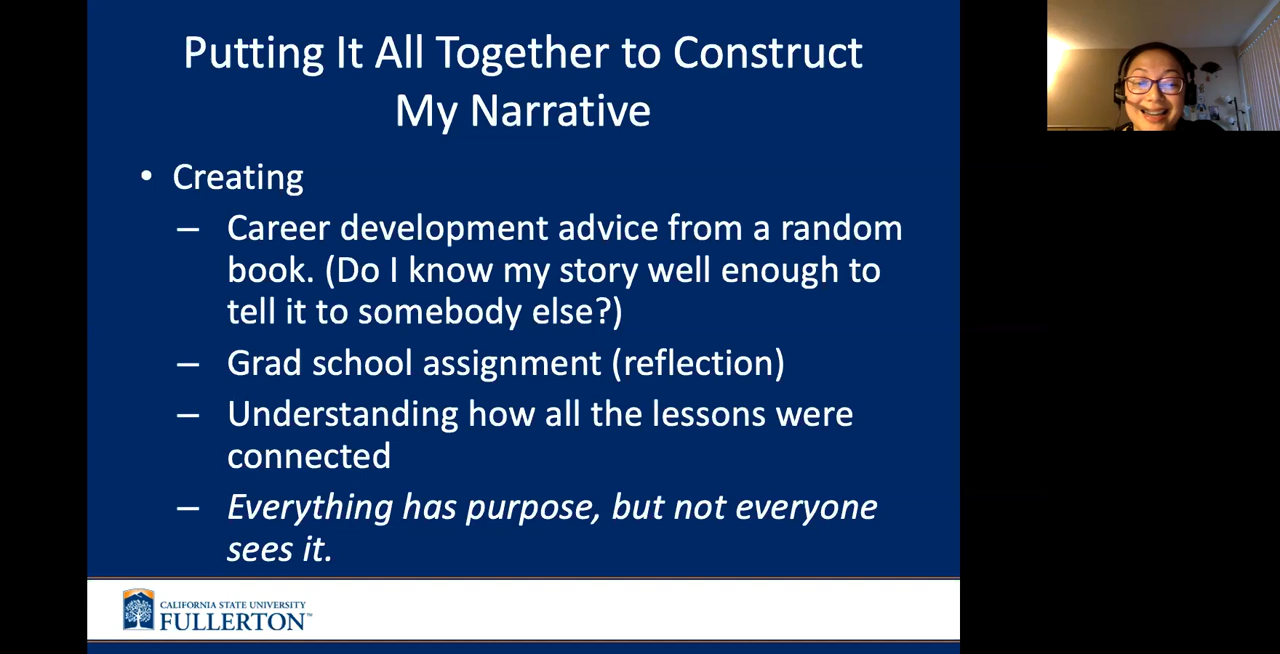 Putting It All Together to Construct
My Narrative
• Creating
– Career development advice from a random
book. (Do I know my story well enough to
tell it to somebody else?)
– Grad school assignment (reflection)
– Understanding how all the lessons were
connected
– Everything has purpose, but not everyone
sees it.
CALIFORNIA STATE UNIVERSITY
FULLERTON™